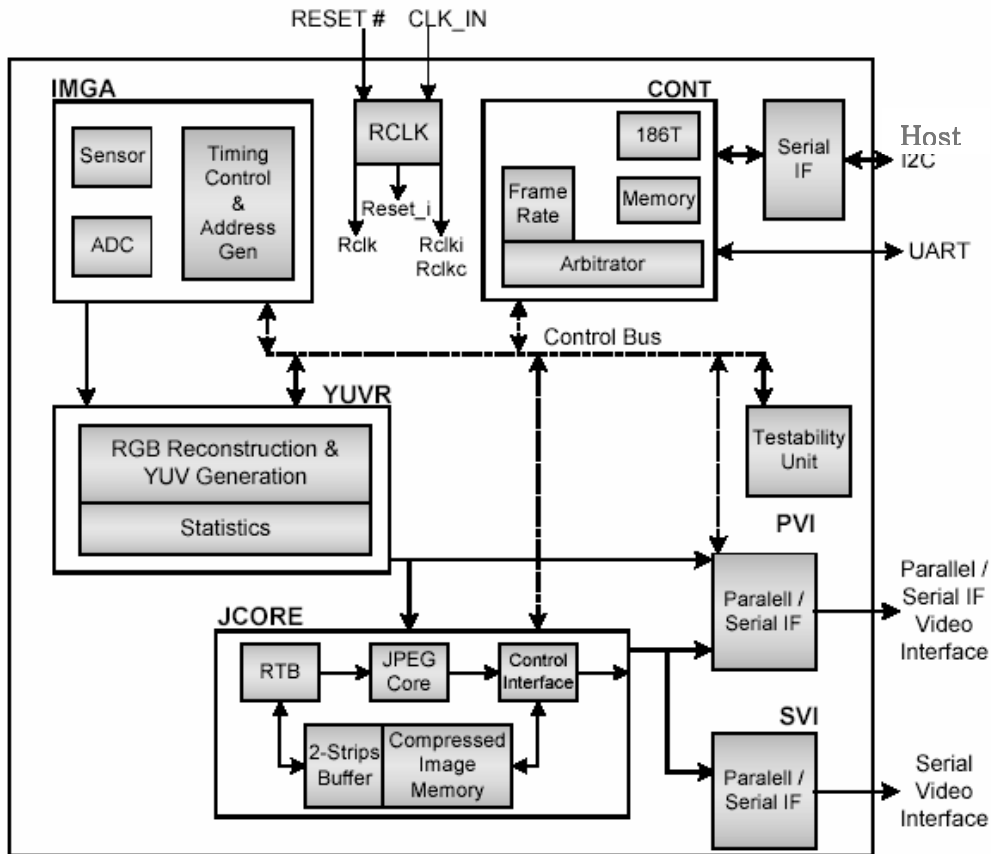 RESET #
CLK_IN
IMGA
Sensor
ADC
Timing
Control
&
Address
Gen
RCLK
Reset_i
Rclk
Rclki
Rclkc
CONT
186T
Frame
Rate
Memory
Arbitrator
Serial
IF
Host
I2C
UART
Control Bus
YUVR
RGB Reconstruction &
YUV Generation
Statistics
Testability
Unit
PVI
Paralell /
Serial IF
Parallel /
Serial IF
Video
Interface
JCORE
RTB
JPEG
Core
Control
Interface
2-Strips
Buffer
Compressed
Image
Memory
SVI
Paralell /
Serial IF
Serial
Video
Interface